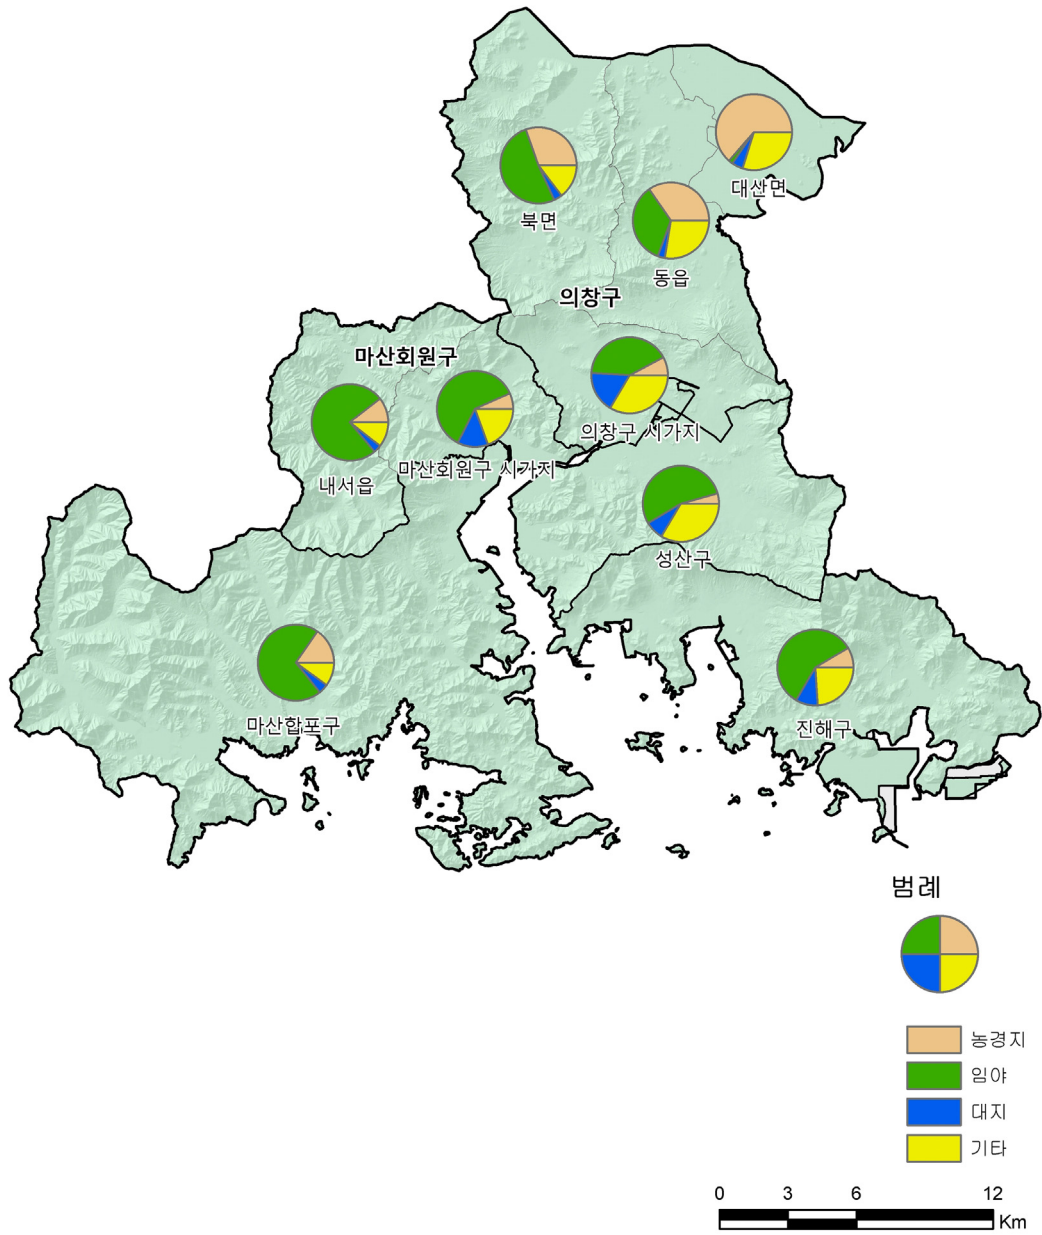 대산면
북면
동읍
의창구
마산회원구
의창구 시가지
마산회원구 시가지
내서읍
성산구
마산합포구
진해구
범례
농경지
임야
대지
기타
0 3 6 12
Km